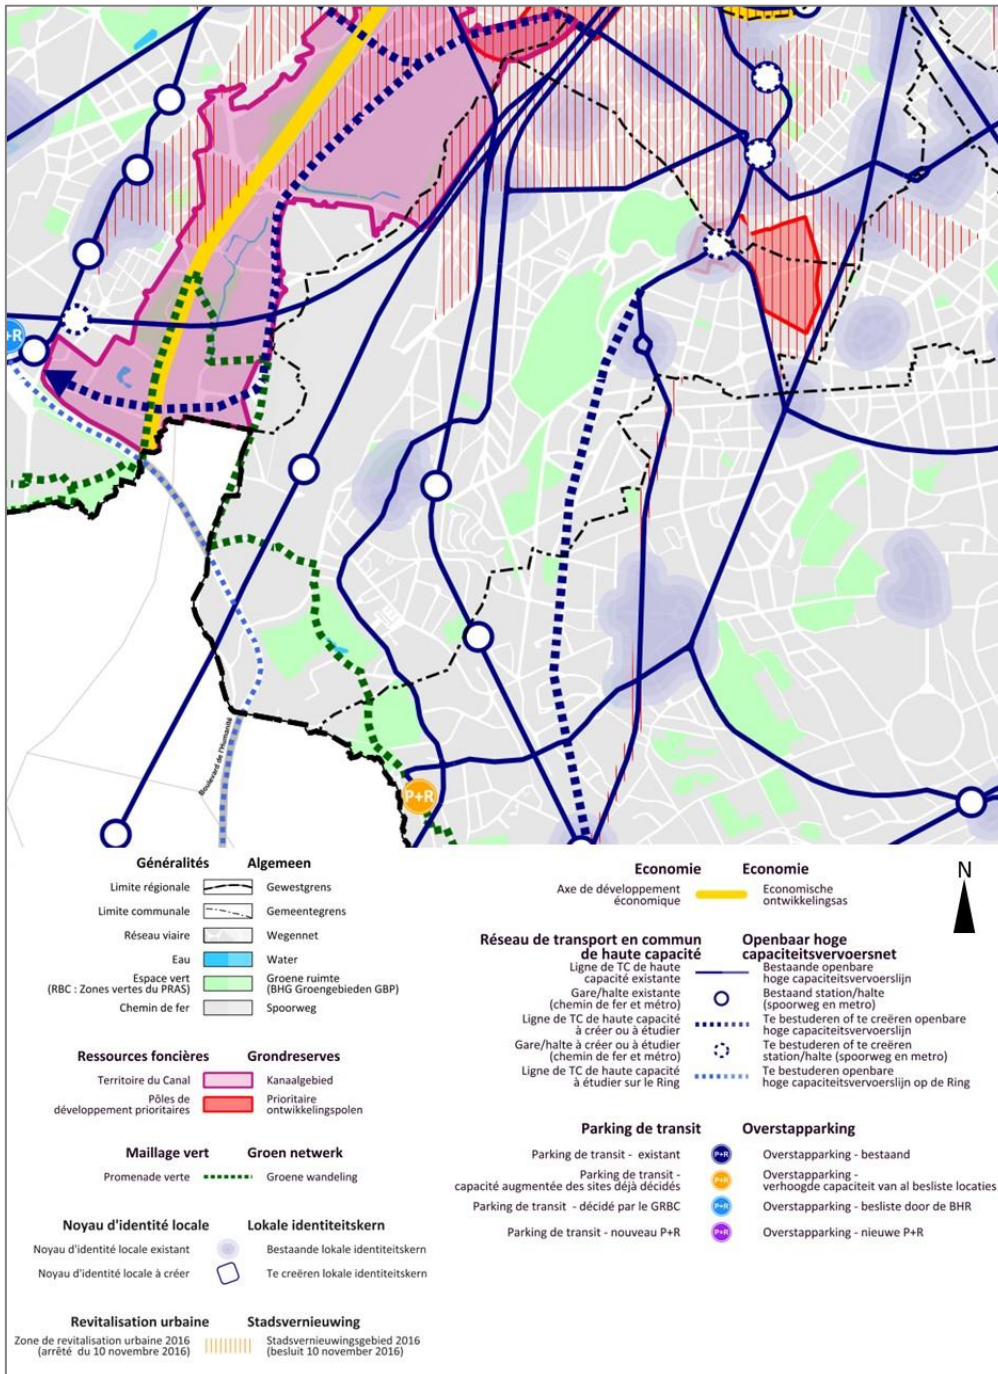 +R
Boulevard de l'Humanité
P+R
N
Généralités Algemeen
Limite régionale Gewestgrens
Limite communale Gemeentegrens
Réseau viaire Wegennet
Eau Water
Espace vert
(RBC : Zones vertes du PRAS) Groene ruimte
(BHG Groengebieden GBP)
Chemin de fer Spoorweg
Ressources foncières Grondreserves
Territoire du Canal Kanaalgebied
Pôles de
développement prioritaires Prioritaire
ontwikkelingspolen
Maillage vert Groen netwerk
Promenade verte Groene wandeling
Noyau d'identité locale Lokale identiteitskern
Noyau d'identité locale existant Bestaande lokale identiteitskern
Noyau d'identité locale à créer Te creëren lokale identiteitskern
Revitalisation urbaine Stadsvernieuwing
Zone de revitalisation urbaine 2016
(arrêté du 10 novembre 2016) Stadsvernieuwingsgebied 2016
(besluit 10 november 2016)
Economie Economie
Axe de développement
économique Economische
ontwikkelingsas
Réseau de transport en commun
de haute capacité Openbaar hoge
capaciteitsvervoersnet
Ligne de TC de haute
capacité existante Bestaande openbare
hoge capaciteitsvervoerslijn
Gare/halte existante
(chemin de fer et métro) Bestaand station/halte
(spoorweg en metro)
Ligne de TC de haute capacité
à créer ou à étudier Te bestuderen of te creëren openbare
hoge capaciteitsvervoerslijn
Gare/halte à créer ou à étudier
(chemin de fer et métro) Te bestuderen of te creëren
station/halte (spoorweg en metro)
Ligne de TC de haute capacité
à étudier sur le Ring Te bestuderen openbare
hoge capaciteitsvervoerslijn op de Ring
Parking de transit Overstapparking
Parking de transit - existant P+R Overstapparking - bestaand
Parking de transit -
capacité augmentée des sites déjà décidés P+R Overstapparking -
verhoogde capaciteit van al besliste locaties
Parking de transit - décidé par le GRBC P+R Overstapparking - besliste door de BHR
Parking de transit - nouveau P+R P+R Overstapparking - nieuwe P+R